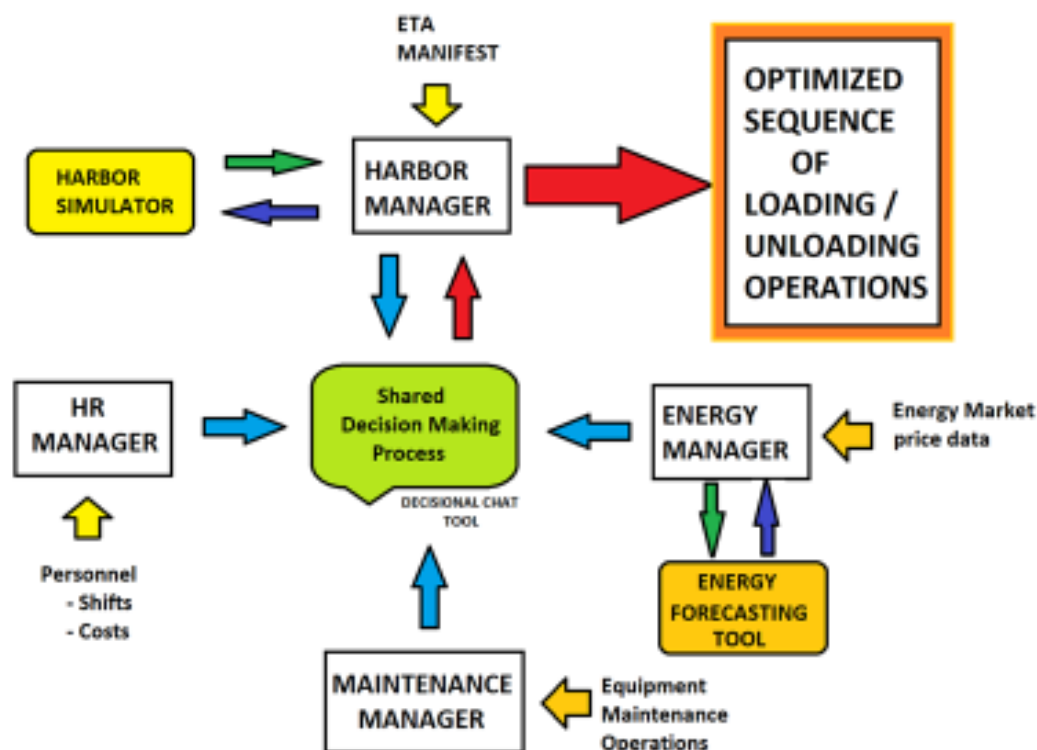 ETA
MANIFEST
HARBOR
SIMULATOR
HARBOR
MANAGER
OPTIMIZED
SEQUENCE
OF
LOADING /
UNLOADING
OPERATIONS
HR
MANAGER
Shared
Decision Making
Process
DECISIONAL CHAT
TOOL
ENERGY
MANAGER
Energy Market
price data
Personnel
- Shifts
- Costs
ENERGY
FORECASTING
TOOL
MAINTENANCE
MANAGER
Equipment
Maintenance
Operations